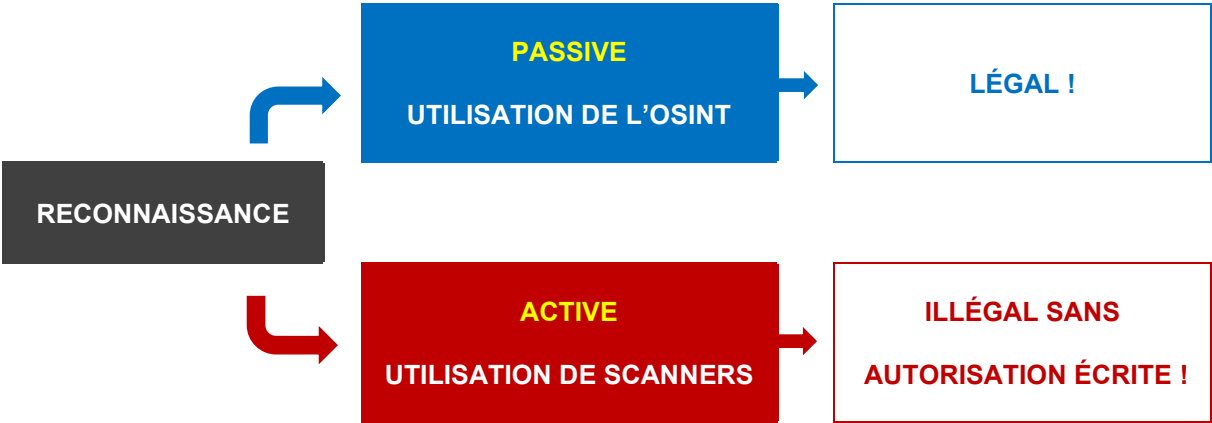 PASSIVE
UTILISATION DE L’OSINT
LÉGAL !
RECONNAISSANCE
ACTIVE
UTILISATION DE SCANNERS
ILLÉGAL SANS
AUTORISATION ÉCRITE !